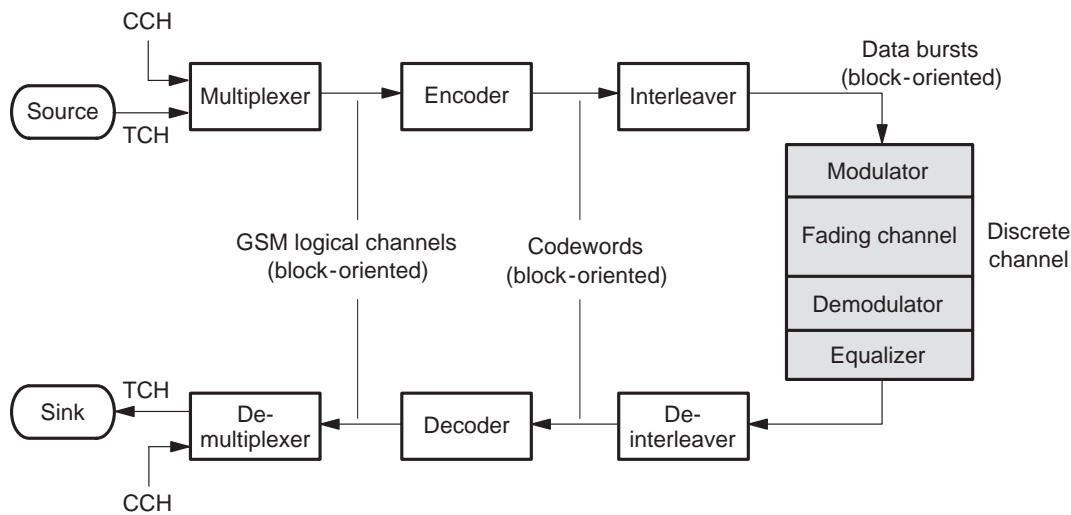 CCH
Data bursts
(block-oriented)
Source
TCH
Multiplexer
Encoder
Interleaver
Modulator
Fading channel
Demodulator
Equalizer
Discrete
channel
GSM logical channels
(block-oriented)
Codewords
(block-oriented)
Sink
TCH
De-
multiplexer
Decoder
De-
interleaver
CCH